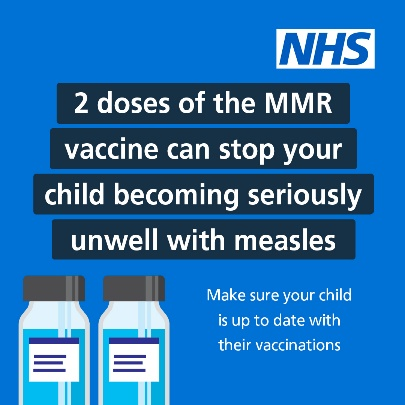 NHS
2 doses of the MMR
vaccine can stop your
child becoming seriously
unwell with measles
Make sure your child
is up to date with
their vaccinations